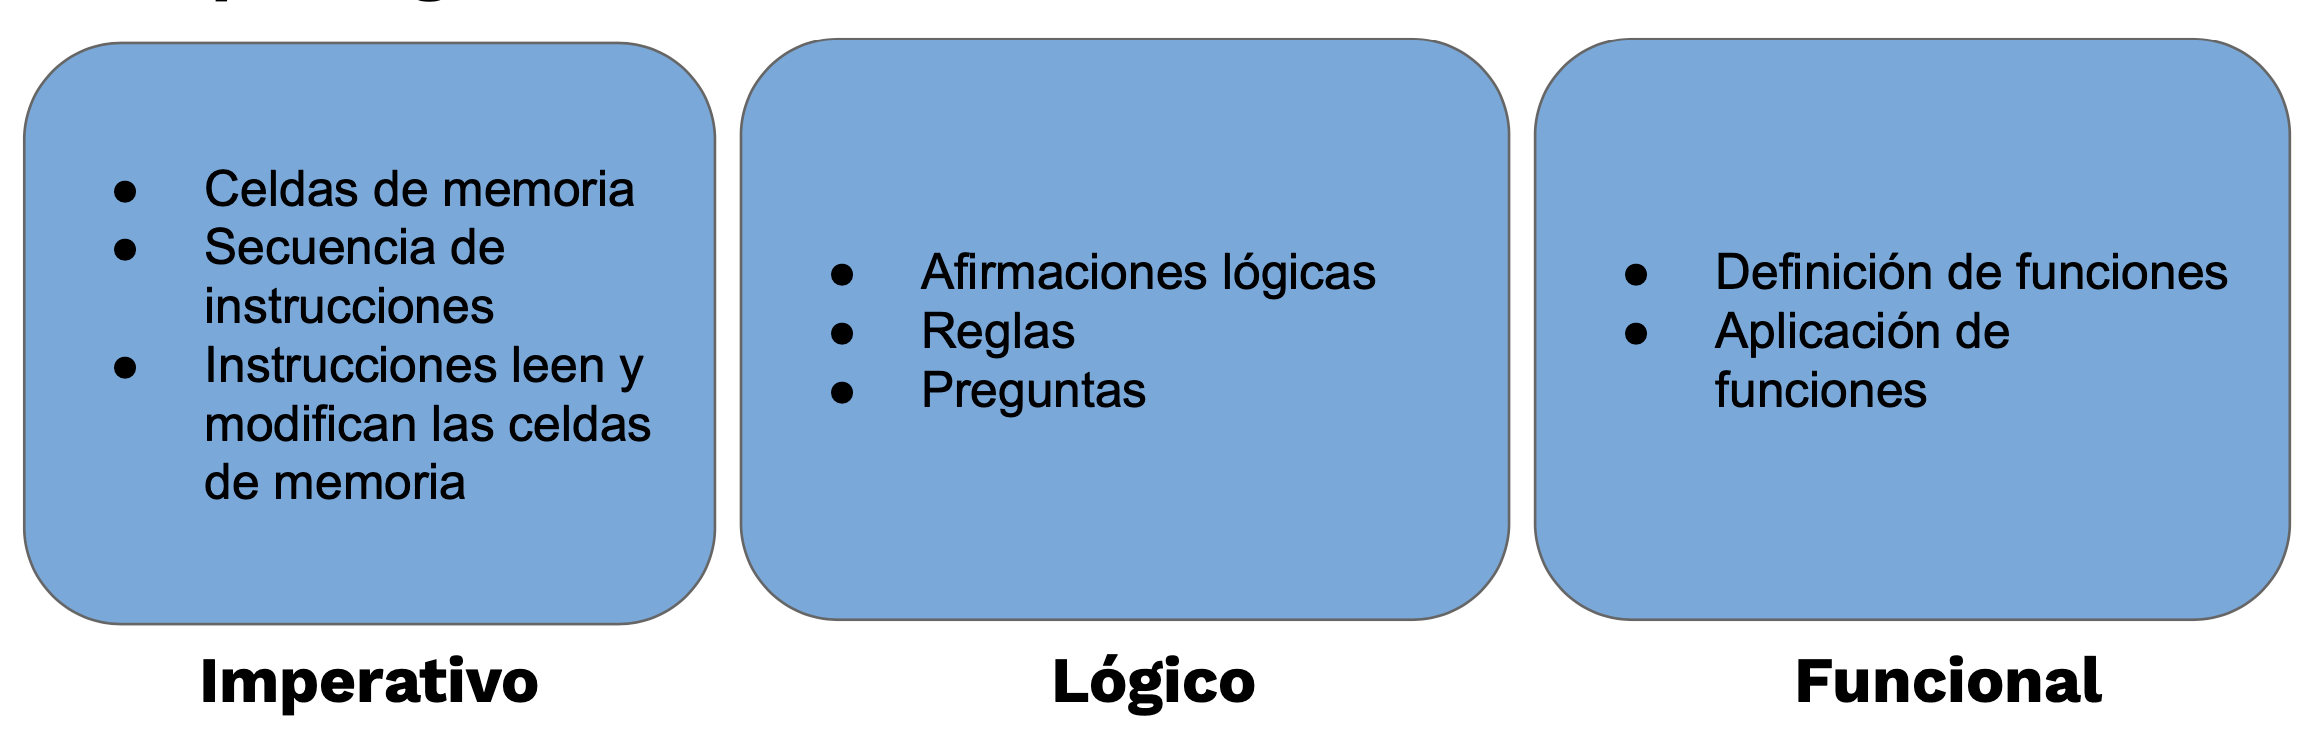 ● Celdas de memoria
● Secuencia de
instrucciones
● Instrucciones leen y
modifican las celdas
de memoria
Imperativo
● Afirmaciones lógicas
● Reglas
● Preguntas
Lógico
● Definición de funciones
● Aplicación de
funciones
Funcional